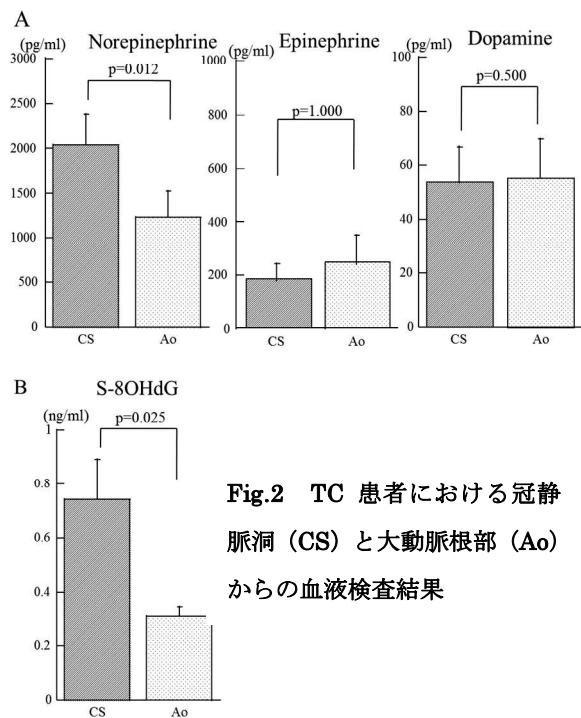 A
(pg/ml) Norepinephrine
3000
2500
2000
1500
1000
500
0
p=0.012
CS Ao
Epinephrine
(pg/ml)
1000
800
600
400
200
0
p=1.000
CS Ao
Dopamine
(pg/ml)
100
80
60
40
20
0
p=0.500
CS Ao
B S-8OHdG
(ng/ml)
1
0.8
0.6
0.4
0.2
0
p=0.025
CS Ao
Fig.2 TC 患者における冠静
脈洞（CS）と大動脈根部（Ao）
からの血液検査結果